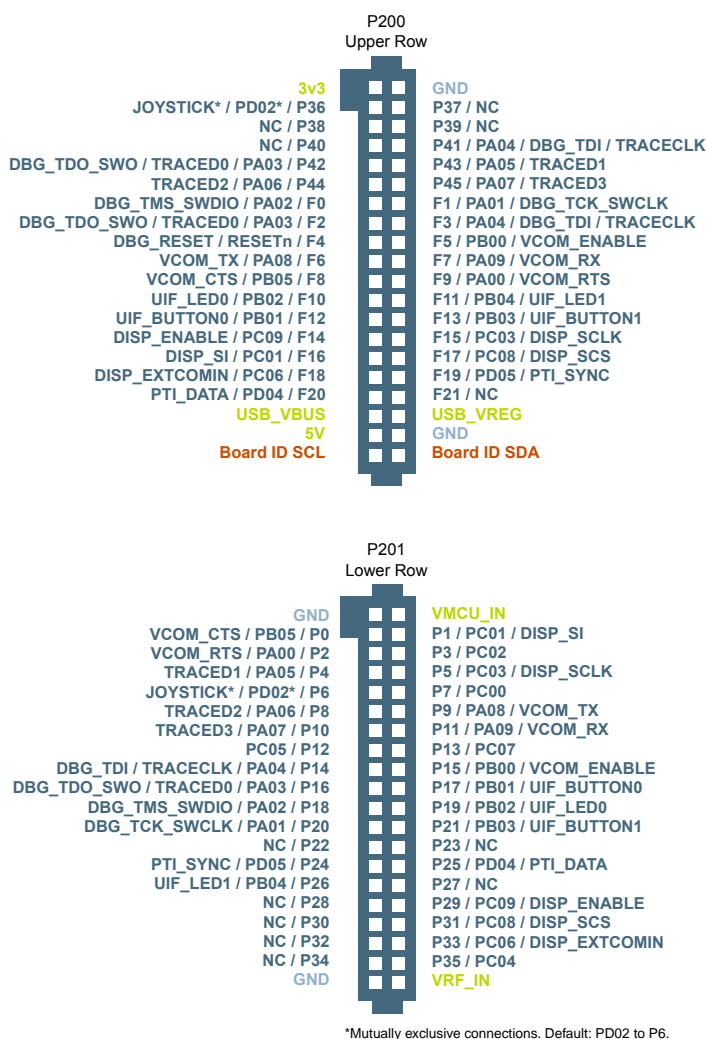 P200
Upper Row
3v3 GND
JOYSTICK* / PD02* / P36 P37 / NC
NC / P38 P39 / NC
NC / P40 P41 / PA04 / DBG_TDI / TRACECLK
DBG_TDO_SWO / TRACED0 / PA03 / P42 P43 / PA05 / TRACED1
TRACED2 / PA06 / P44 P45 / PA07 / TRACED3
DBG_TMS_SWDIO / PA02 / F0 F1 / PA01 / DBG_TCK_SWCLK
DBG_TDO_SWO / TRACED0 / PA03 / F2 F3 / PA04 / DBG_TDI / TRACECLK
DBG_RESET / RESETn / F4 F5 / PB00 / VCOM_ENABLE
VCOM_TX / PA08 / F6 F7 / PA09 / VCOM_RX
VCOM_CTS / PB05 / F8 F9 / PA00 / VCOM_RTS
UIF_LED0 / PB02 / F10 F11 / PB04 / UIF_LED1
UIF_BUTTON0 / PB01 / F12 F13 / PB03 / UIF_BUTTON1
DISP_ENABLE / PC09 / F14 F15 / PC03 / DISP_SCLK
DISP_SI / PC01 / F16 F17 / PC08 / DISP_SCS
DISP_EXTCOMIN / PC06 / F18 F19 / PD05 / PTI_SYNC
PTI_DATA / PD04 / F20 F21 / NC
USB_VBUS USB_VREG
5V GND
Board ID SCL Board ID SDA
P201
Lower Row
GND VMCU_IN
VCOM_CTS / PB05 / P0 P1 / PC01 / DISP_SI
VCOM_RTS / PA00 / P2 P3 / PC02
TRACED1 / PA05 / P4 P5 / PC03 / DISP_SCLK
JOYSTICK* / PD02* / P6 P7 / PC00
TRACED2 / PA06 / P8 P9 / PA08 / VCOM_TX
TRACED3 / PA07 / P10 P11 / PA09 / VCOM_RX
PC05 / P12 P13 / PC07
DBG_TDI / TRACECLK / PA04 / P14 P15 / PB00 / VCOM_ENABLE
DBG_TDO_SWO / TRACED0 / PA03 / P16 P17 / PB01 / UIF_BUTTON0
DBG_TMS_SWDIO / PA02 / P18 P19 / PB02 / UIF_LED0
DBG_TCK_SWCLK / PA01 / P20 P21 / PB03 / UIF_BUTTON1
NC / P22 P23 / NC
PTI_SYNC / PD05 / P24 P25 / PD04 / PTI_DATA
UIF_LED1 / PB04 / P26 P27 / NC
NC / P28 P29 / PC09 / DISP_ENABLE
NC / P30 P31 / PC08 / DISP_SCS
NC / P32 P33 / PC06 / DISP_EXTCOMIN
NC / P34 P35 / PC04
GND VRF_IN
*Mutually exclusive connections. Default: PD02 to P6.